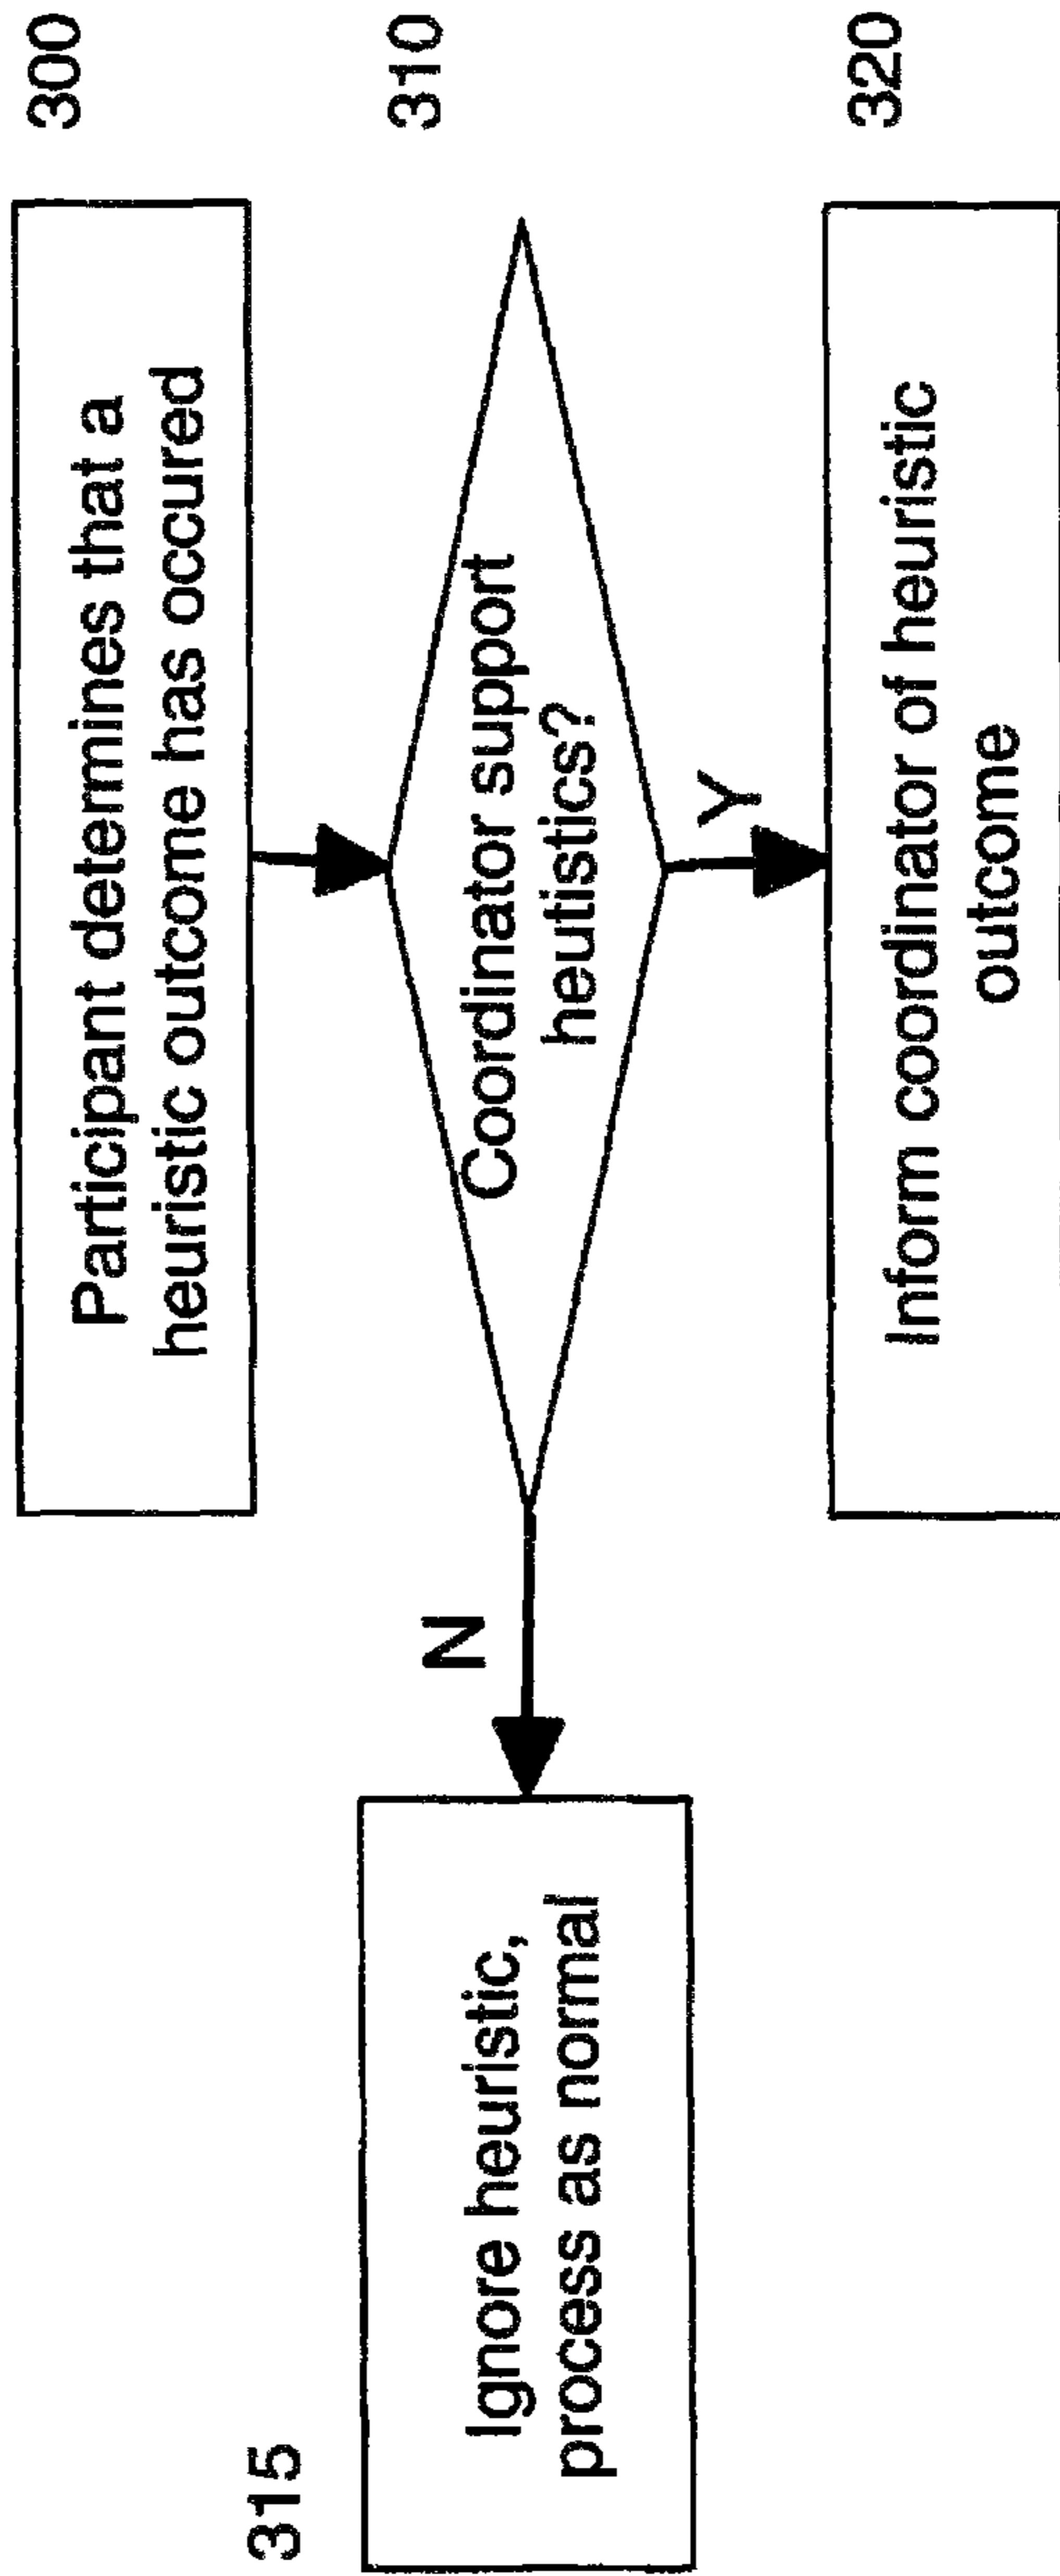 300
Participant determines that a
heuristic outcome has occured
310
Coordinator support
heutistics?
Y
N
315
Ignore heuristic,
process as normal
320
Inform coordinator of heuristic
outcome